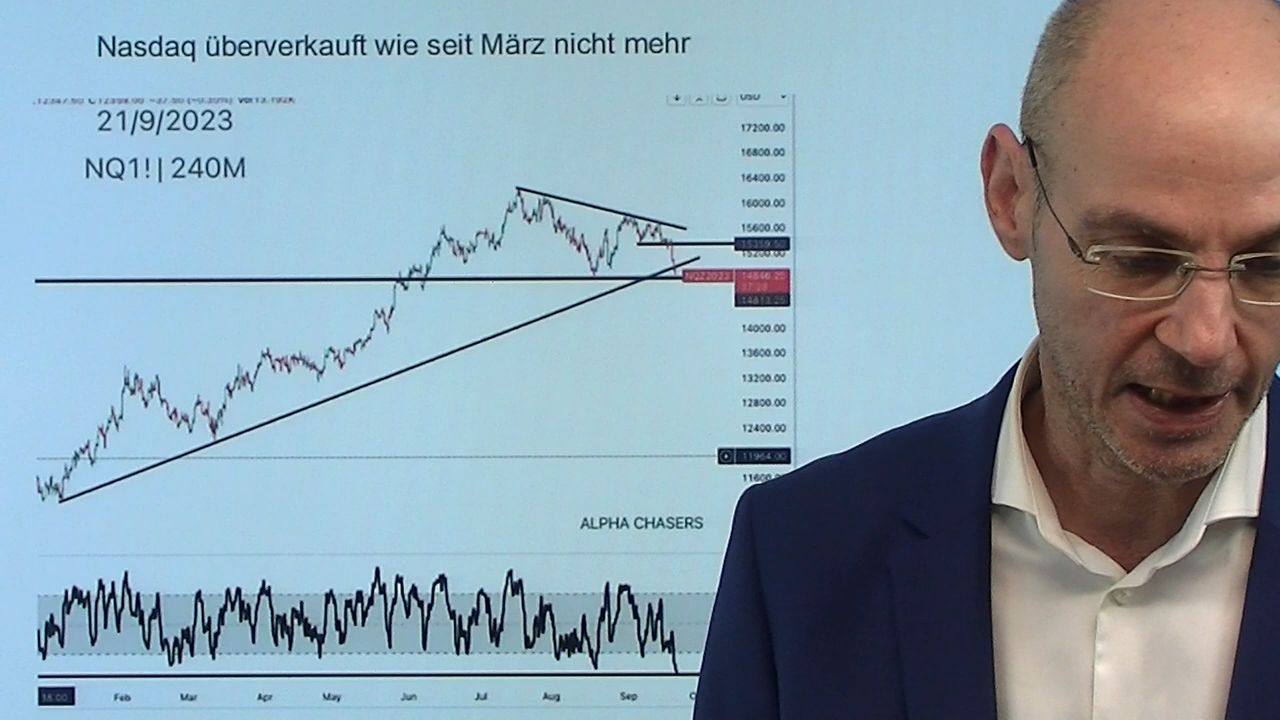 Nasdaq überverkauft wie seit März nicht mehr
USD
21/9/2023
NQ1! | 240M
17200.00
16800.00
16400.00
16000.00
15600.00
15359.50
15200.00
NQZ2023 14846.25
14811.25
14000.00
13600.00
13200.00
12800.00
12400.00
11964.00
11600
ALPHA CHASERS
Feb Mar Apr May Jun Jul Aug Sep